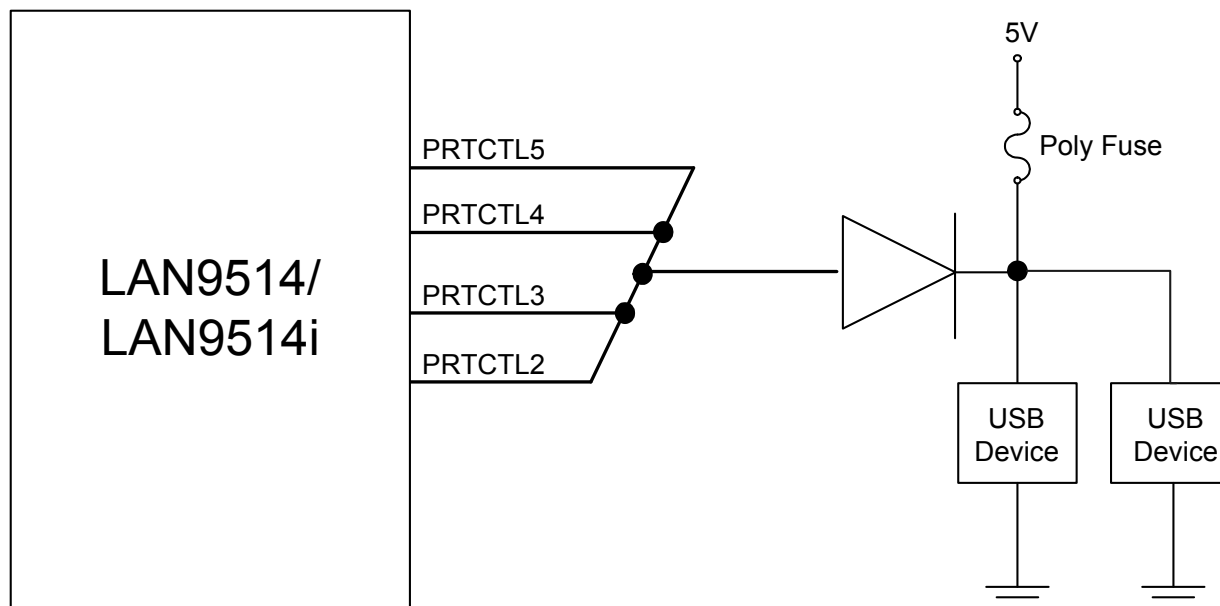 5V
Poly Fuse
PRTCTL5
PRTCTL4
PRTCTL3
PRTCTL2
LAN9514/
LAN9514i
USB
Device
USB
Device